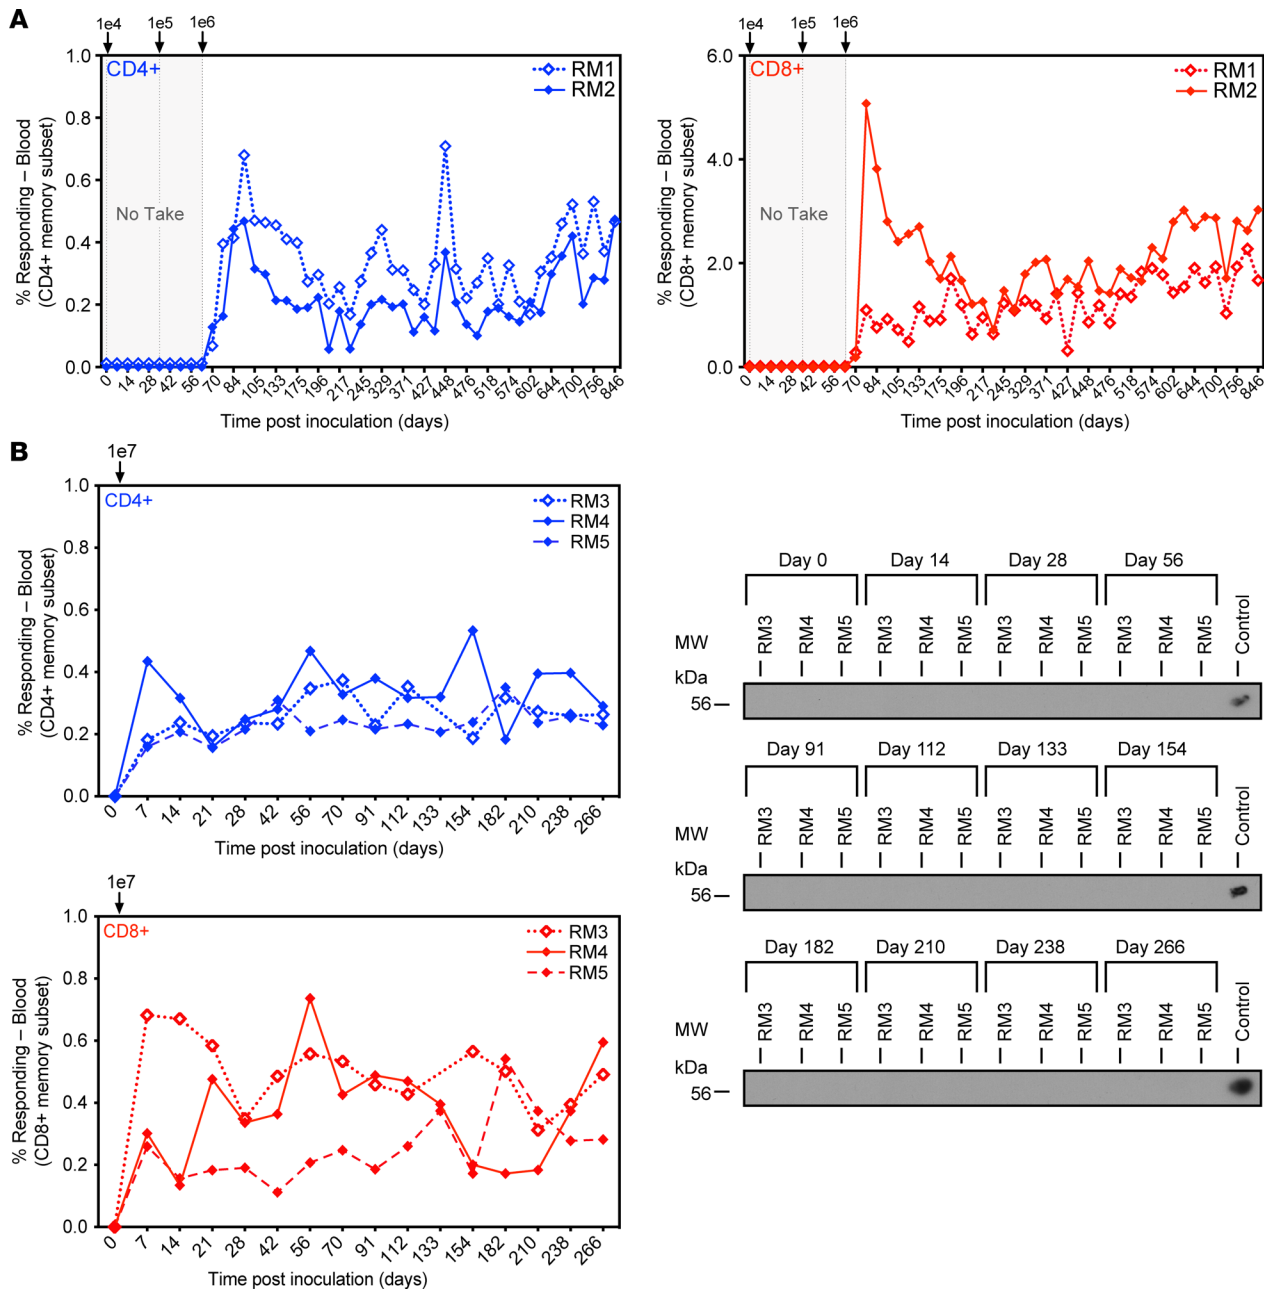 A
1e4 1e5 1e6
1.0
0.8
0.6
0.4
0.2
0.0
CD4+
RM1
RM2
No Take
% Responding – Blood
(CD4+ memory subset)
0 14 28 42 56 70 84 105 133 175 196 217 245 329 371 427 448 476 518 574 602 644 700 756 846
Time post inoculation (days)
1e4 1e5 1e6
6.0
4.0
2.0
0.0
CD8+
RM1
RM2
No Take
% Responding – Blood
(CD8+ memory subset)
0 14 28 42 56 70 84 105 133 175 196 217 245 329 371 427 448 476 518 574 602 644 700 756 846
Time post inoculation (days)
B
1e7
1.0
0.8
0.6
0.4
0.2
0.0
CD4+
RM3
RM4
RM5
% Responding – Blood
(CD4+ memory subset)
0 7 14 21 28 42 56 70 91 112 133 154 182 210 238 266
Time post inoculation (days)
1e7
1.0
0.8
0.6
0.4
0.2
0.0
CD8+
RM3
RM4
RM5
% Responding – Blood
(CD8+ memory subset)
0 7 14 21 28 42 56 70 91 112 133 154 182 210 238 266
Time post inoculation (days)
Day 0 Day 14 Day 28 Day 56
MW RM3 RM4 RM5 RM3 RM4 RM5 RM3 RM4 RM5 RM3 RM4 RM5 Control
kDa
56
Day 91 Day 112 Day 133 Day 154
MW RM3 RM4 RM5 RM3 RM4 RM5 RM3 RM4 RM5 RM3 RM4 RM5 Control
kDa
56
Day 182 Day 210 Day 238 Day 266
MW RM3 RM4 RM5 RM3 RM4 RM5 RM3 RM4 RM5 RM3 RM4 RM5 Control
kDa
56